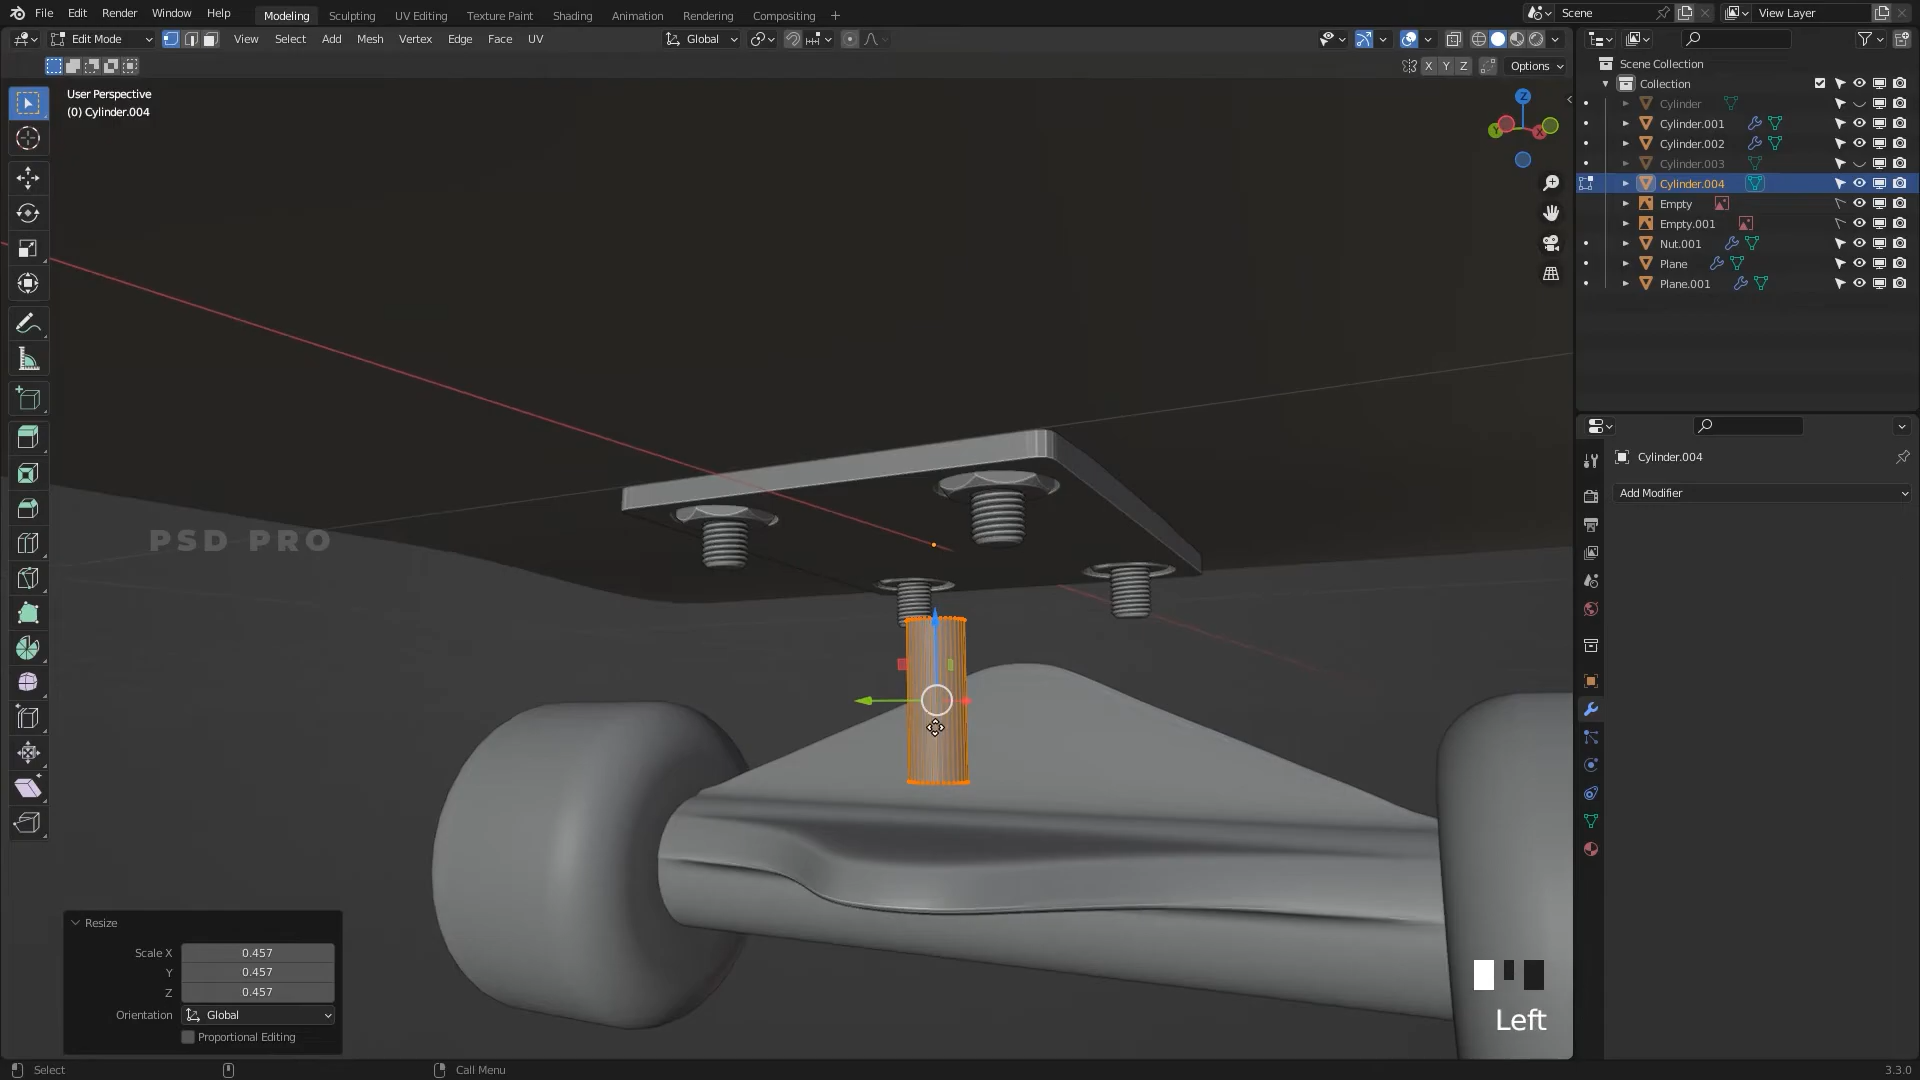 File Edit Render Window Help
Modeling Sculpting UV Editing Texture Paint Shading Animation Rendering Compositing +
Scene
View Layer
Edit Mode View Select Add Mesh Vertex Edge Face UV
Global
X Y Z Options
User Perspective
(0) Cylinder.004
Z
Y
X
Scene Collection
Collection
Cylinder
Cylinder.001
Cylinder.002
Cylinder.003
Cylinder.004
Empty
Empty.001
Nut.001
Plane
Plane.001
Cylinder.004
Add Modifier
PSD PRO
Resize
Scale X 0.457
Y 0.457
Z 0.457
Orientation Global
Proportional Editing
Left
Select
Call Menu
3.3.0